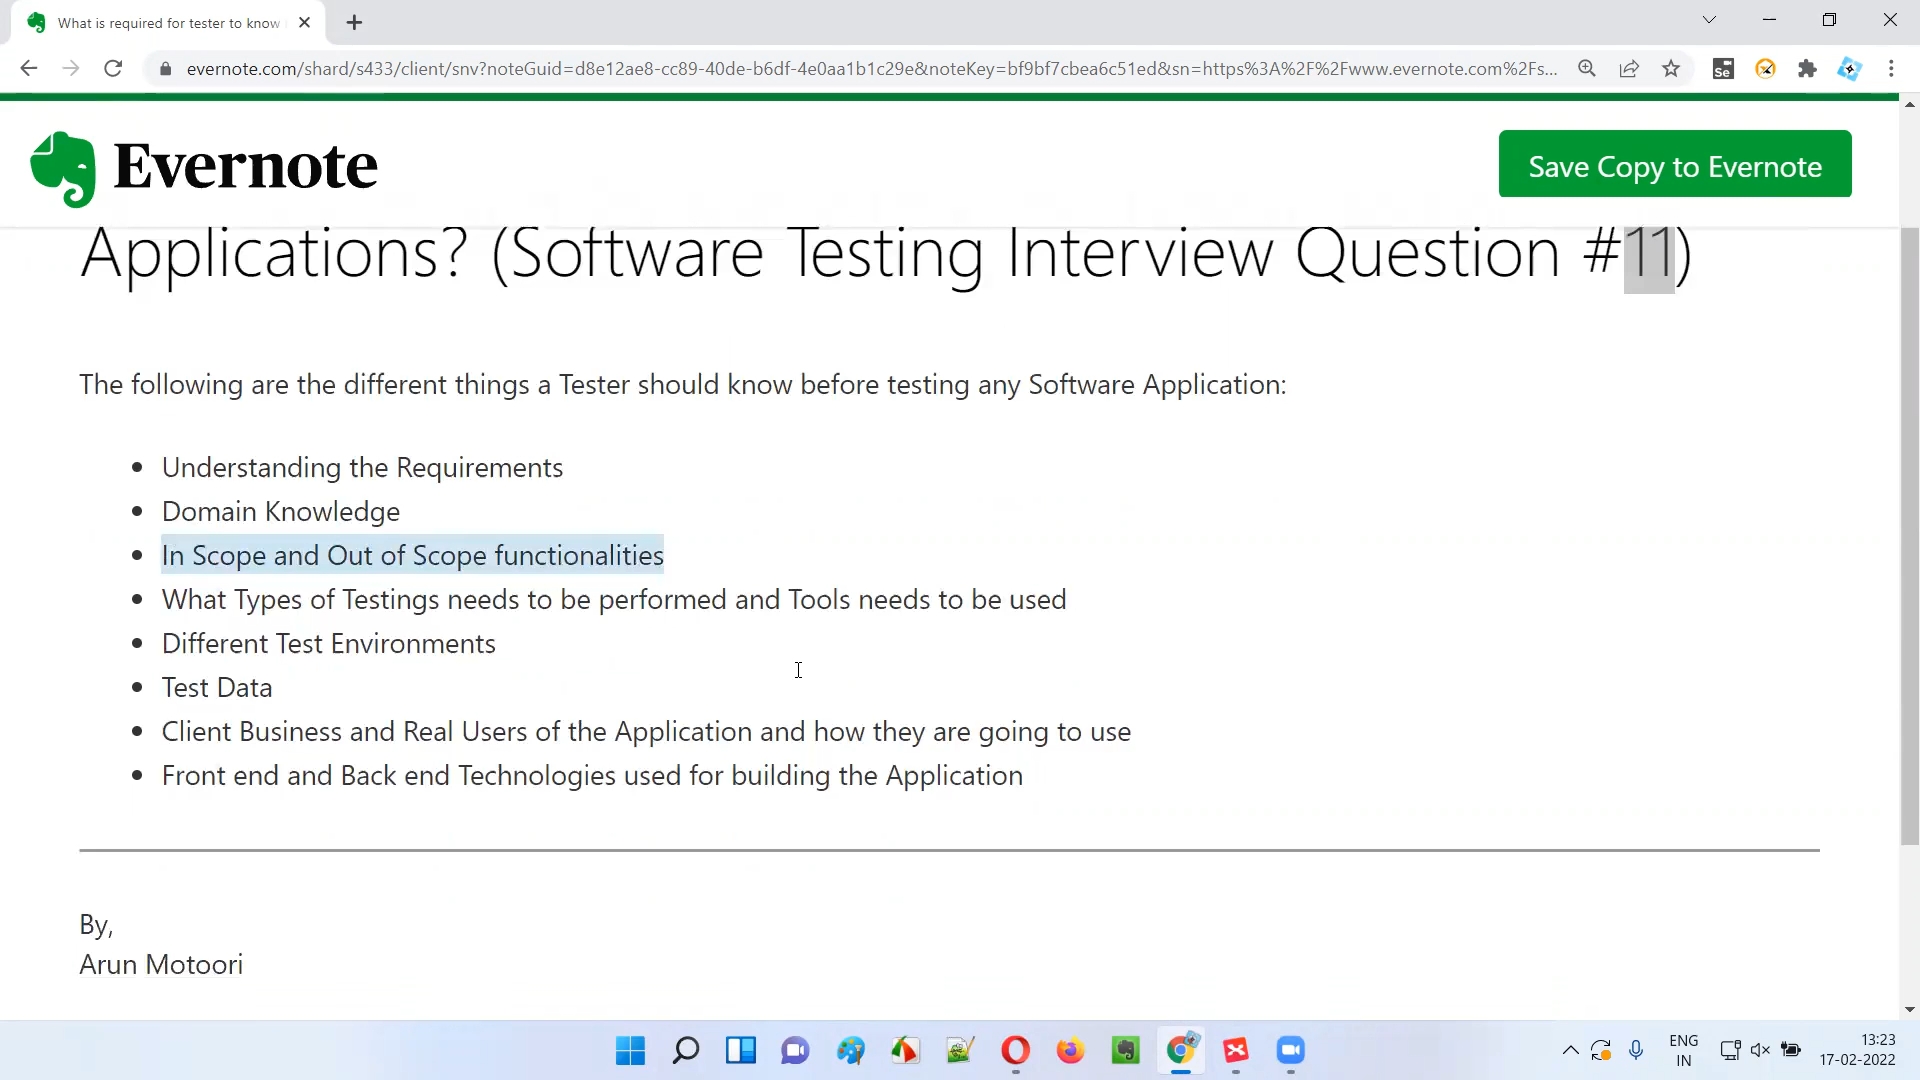 What is required for tester to know
evernote.com/shard/s433/client/snv?noteGuid=d8e12ae8-cc89-40de-b6df-4e0aa1b1c29e&noteKey=bf9bf7cbea6c51ed&sn=https%3A%2F%2Fwww.evernote.com%2Fs...
Se
Evernote
Save Copy to Evernote
Applications? (Software Testing Interview Question #11)
The following are the different things a Tester should know before testing any Software Application:
• Understanding the Requirements
• Domain Knowledge
• In Scope and Out of Scope functionalities
• What Types of Testings needs to be performed and Tools needs to be used
• Different Test Environments
• Test Data
• Client Business and Real Users of the Application and how they are going to use
• Front end and Back end Technologies used for building the Application
By,
Arun Motoori
ENG
IN
13:23
17-02-2022